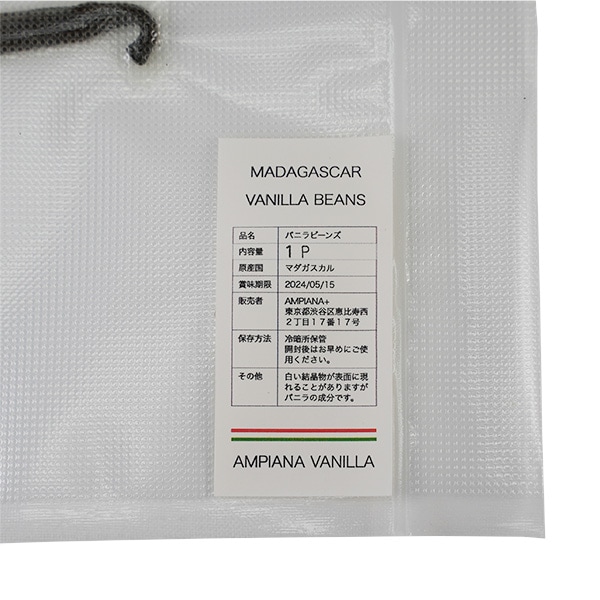 MADAGASCAR
VANILLA BEANS
品名 バニラビーンズ
内容量 1 P
原産国 マダガスカル
賞味期限 2024/05/15
販売者 AMPIANA+
東京都渋谷区恵比寿西
2丁目17番17号
保存方法 冷暗所保管
開封後はお早めにご使
用ください。
その他 白い結晶物が表面に現
れることがありますが
バニラの成分です。
AMPIANA VANILLA